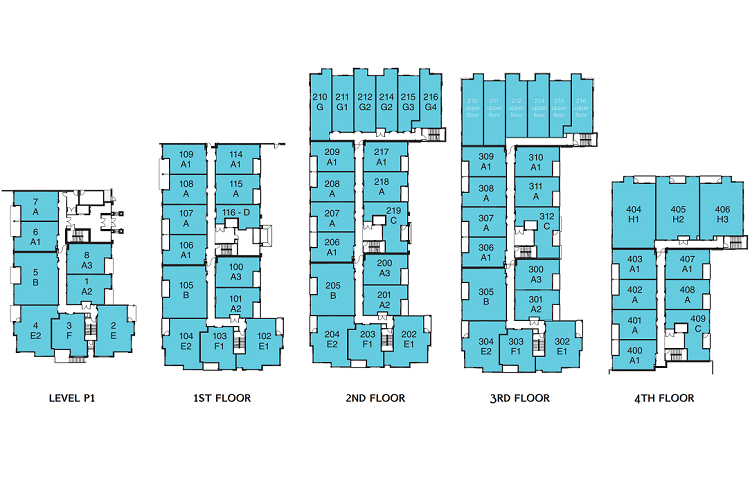 7
A
6
A1
5
B
4
E2
3
F
8
A3
1
A2
2
E
LEVEL P1
109
A1
108
A
107
A
106
A1
105
B
104
E2
103
F1
114
A1
115
A
116 - D
100
A3
101
A2
102
E1
1ST FLOOR
210
G
211
G1
212
G2
214
G2
215
G3
216
G4
209
A1
208
A
207
A
206
A1
205
B
204
E2
203
F1
217
A1
218
A
219
C
200
A3
201
A2
202
E1
2ND FLOOR
210
upper
floor
211
upper
floor
212
upper
floor
214
upper
floor
215
upper
floor
216
upper
floor
309
A1
308
A
307
A
306
A1
305
B
304
E2
303
F1
310
A1
311
A
312
C
300
A3
301
A2
302
E1
3RD FLOOR
404
H1
405
H2
406
H3
403
A1
402
A
401
A
400
A1
407
A1
408
A
409
C
4TH FLOOR